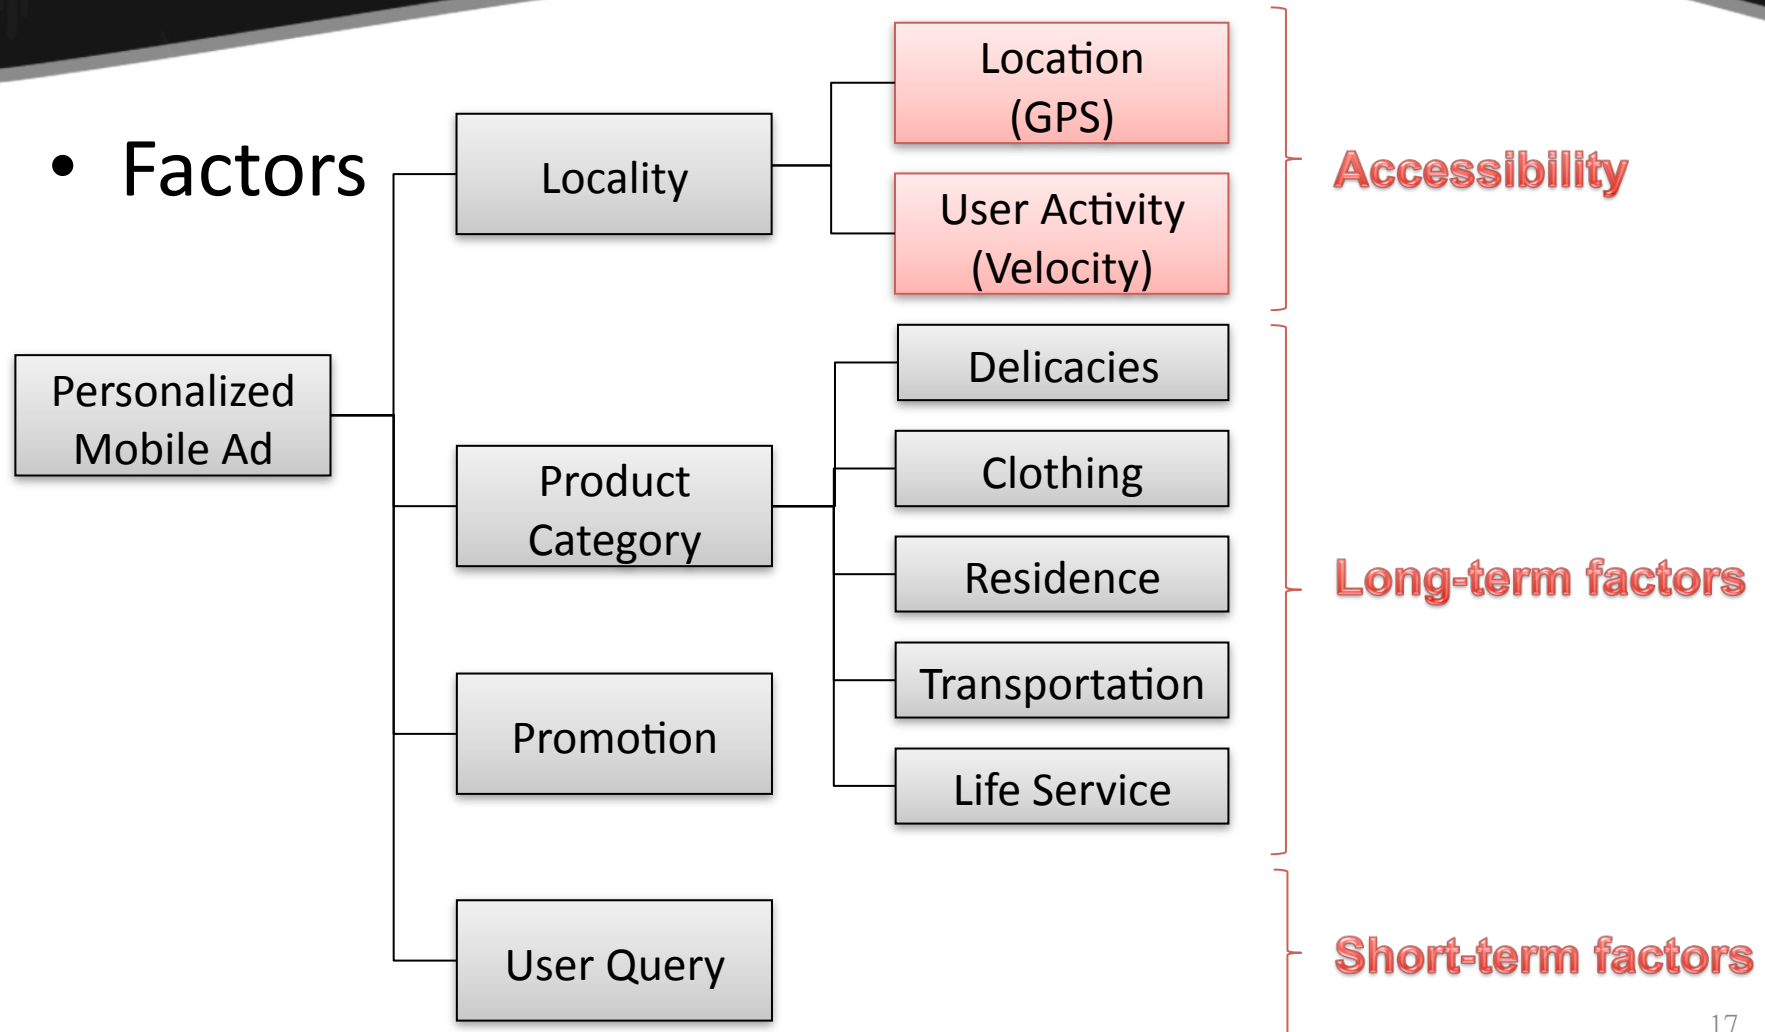 • Factors
Personalized
Mobile Ad
Locality
Location
(GPS)
User Activity
(Velocity)
Accessibility
Product
Category
Delicacies
Clothing
Residence
Transportation
Life Service
Promotion
Long-term factors
User Query
Short-term factors
17